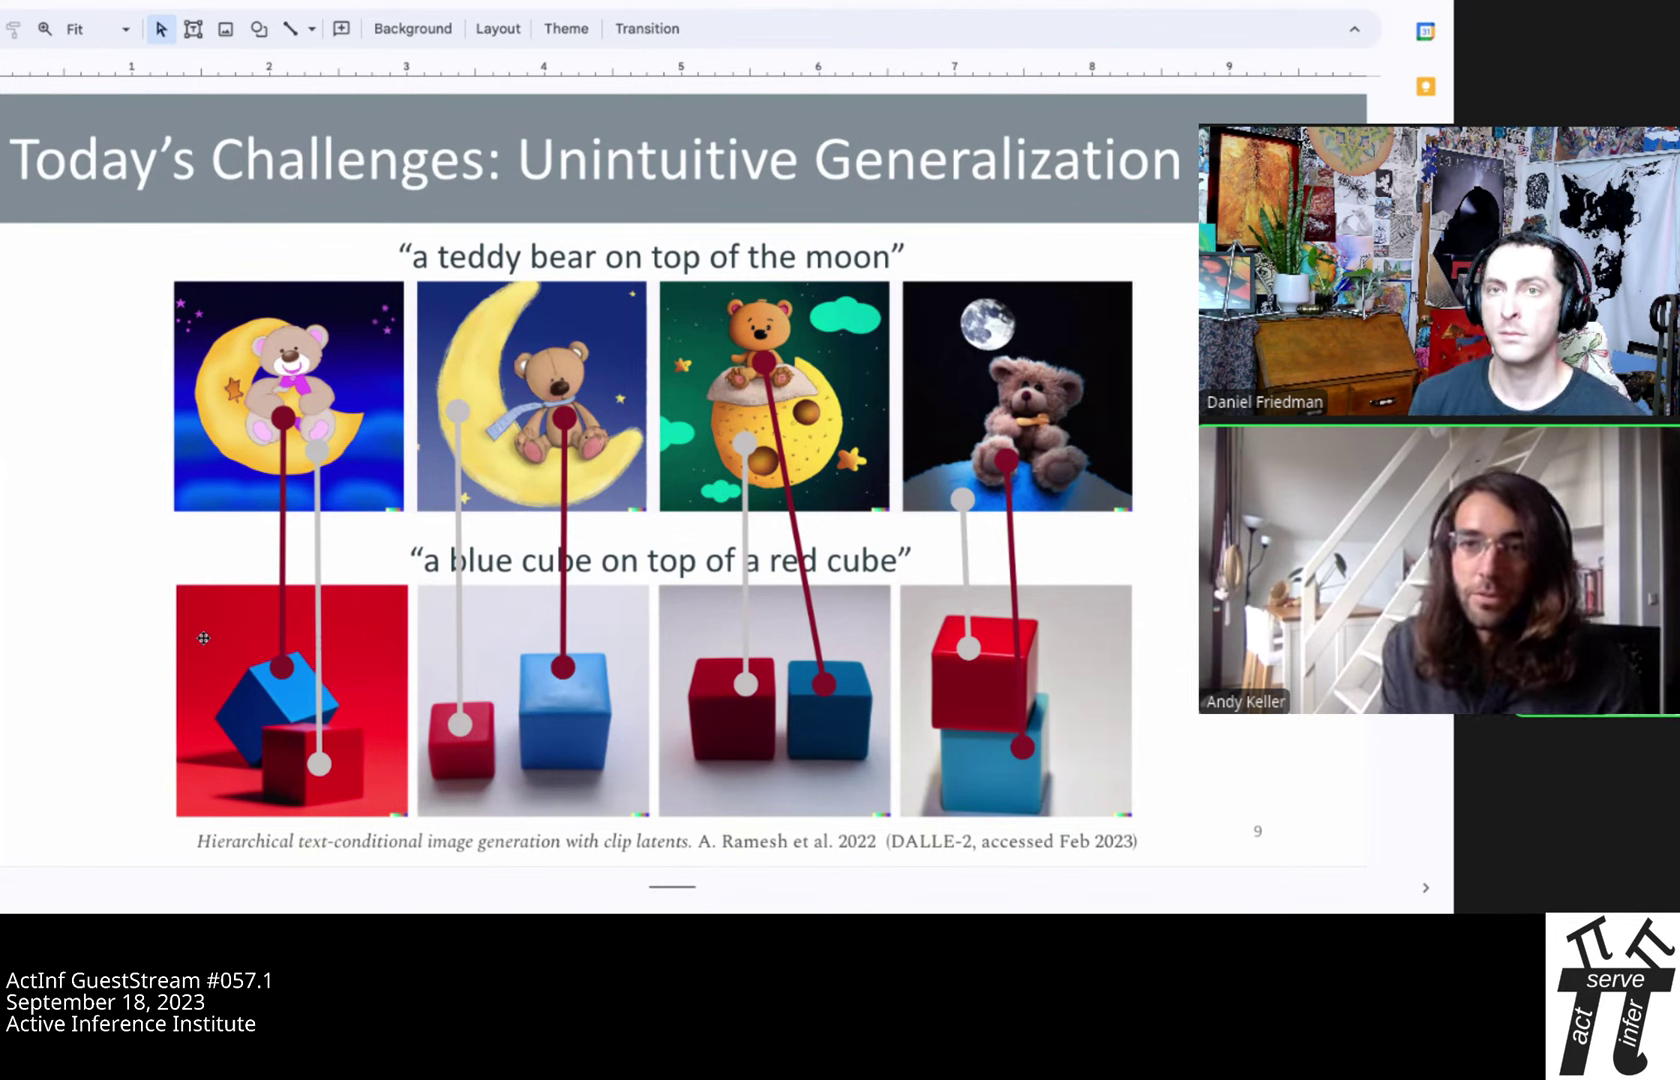 Fit
Background
Layout
Theme
Transition
1 2 3 4 5 6 7 8 9
31
Today's Challenges: Unintuitive Generalization
“a teddy bear on top of the moon”
“a blue cube on top of a red cube”
Hierarchical text-conditional image generation with clip latents. A. Ramesh et al. 2022 (DALLE-2, accessed Feb 2023)
9
Daniel Friedman
Andy Keller
ActInf GuestStream #057.1
September 18, 2023
Active Inference Institute
serve
act
infer